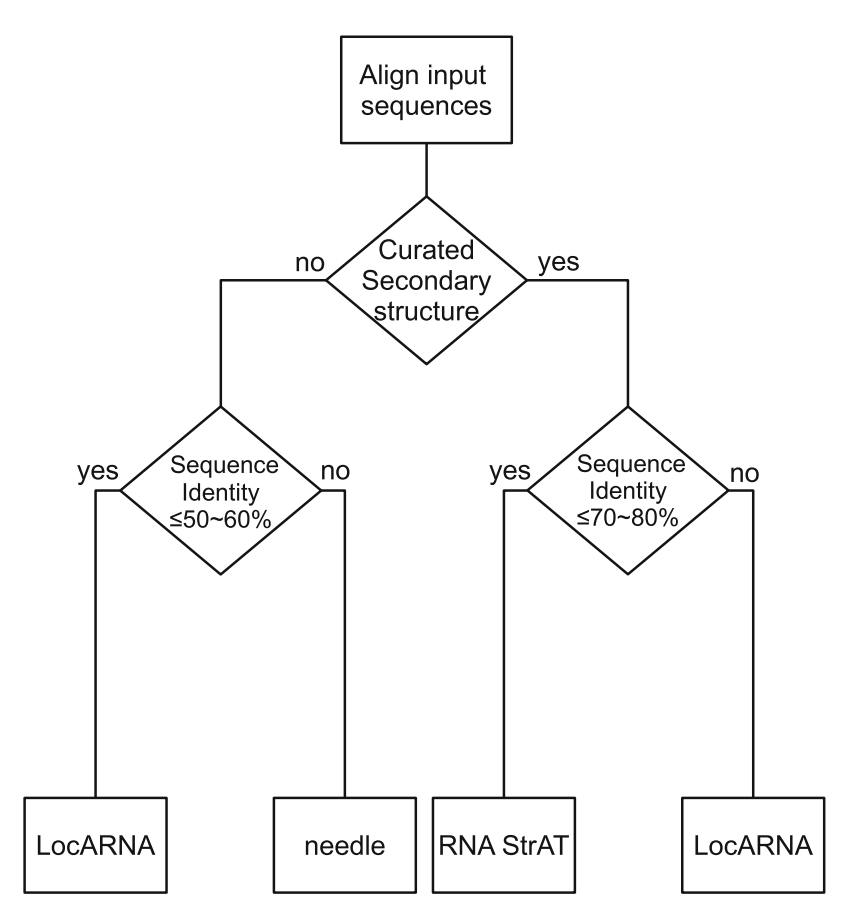 Align input
sequences
no
Curated
Secondary
structure
yes
yes
Sequence
Identity
≤50~60%
no
yes
Sequence
Identity
≤70~80%
no
LocARNA
needle
RNA StrAT
LocARNA